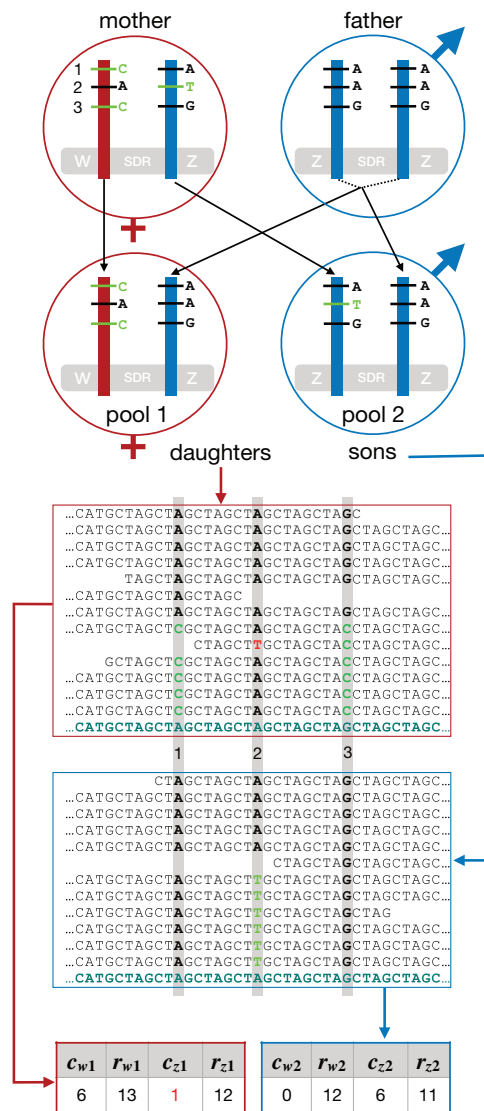 mother father
1 C A A A
2 A T A A
3 C G G G
W SDR Z Z SDR Z
C A A A
A A T A
C G G G
W SDR Z Z SDR Z
pool 1 pool 2
daughters sons
…CATGCTAGCTAGCTAGCTAGCTAGCTAGC
…CATGCTAGCTAGCTAGCTAGCTAGCTAGCTAGCTAGC…
…CATGCTAGCTAGCTAGCTAGCTAGCTAGCTAGCTAGC…
…CATGCTAGCTAGCTAGCTAGCTAGCTAGCTAGCTAGC…
TAGCTAGCTAGCTAGCTAGCTAGCTAGCTAGC…
…CATGCTAGCTAGCTAGC
…CATGCTAGCTAGCTAGCTAGCTAGCTAGCTAGCTAGC…
…CATGCTAGCTCGCTAGCTAGCTAGCTACCTAGCTAGC…
CTAGCTTGCTAGCTACCTAGCTAGC…
GCTAGCTCGCTAGCTAGCTAGCTACCTAGCTAGC…
…CATGCTAGCTCGCTAGCTAGCTAGCTACCTAGCTAGC…
…CATGCTAGCTCGCTAGCTAGCTAGCTACCTAGCTAGC…
…CATGCTAGCTCGCTAGCTAGCTAGCTACCTAGCTAGC…
…CATGCTAGCTAGCTAGCTAGCTAGCTAGCTAGCTAGC…
1 2 3
CTAGCTAGCTAGCTAGCTAGCTAGCTAGC…
…CATGCTAGCTAGCTAGCTAGCTAGCTAGCTAGCTAGC…
…CATGCTAGCTAGCTAGCTAGCTAGCTAGCTAGCTAGC…
…CATGCTAGCTAGCTAGCTAGCTAGCTAGCTAGCTAGC…
…CATGCTAGCTAGCTAGCTAGCTAGCTAGCTAGCTAGC…
CTAGCTAGCTAGCTAGC…
…CATGCTAGCTAGCTAGCTTGCTAGCTAGCTAGCTAGC…
…CATGCTAGCTAGCTAGCTTGCTAGCTAGCTAGCTAGC…
…CATGCTAGCTAGCTAGCTTGCTAGCTAGCTAG
…CATGCTAGCTAGCTAGCTTGCTAGCTAGCTAGCTAGC…
…CATGCTAGCTAGCTAGCTTGCTAGCTAGCTAGCTAGC…
…CATGCTAGCTAGCTAGCTTGCTAGCTAGCTAGCTAGC…
…CATGCTAGCTAGCTAGCTAGCTAGCTAGCTAGCTAGC…
cw1 rw1 cz1 rz1 cw2 rw2 cz2 rz2
6 13 1 12 0 12 6 11